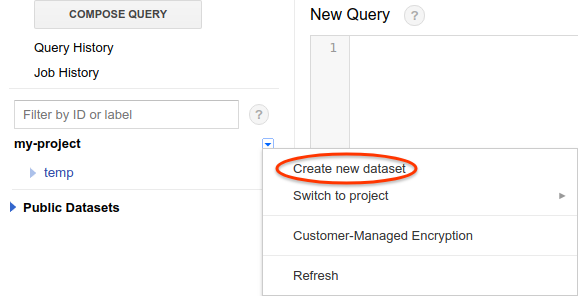 COMPOSE QUERY
Query History
Job History
Filter by ID or label
?
my-project
temp
Public Datasets
New Query
?
1
Create new dataset
Switch to project
Customer-Managed Encryption
Refresh